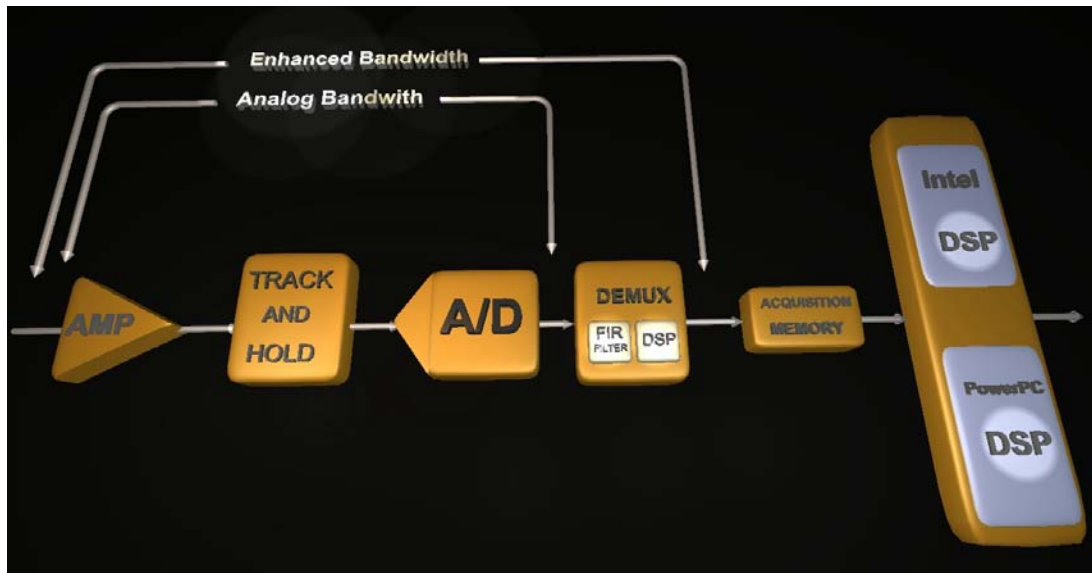 Enhanced Bandwidth
Analog Bandwith
AMP
TRACK
AND
HOLD
A/D
DEMUX
FIR
FILTER
DSP
ACQUISITION
MEMORY
Intel
DSP
PowerPC
DSP